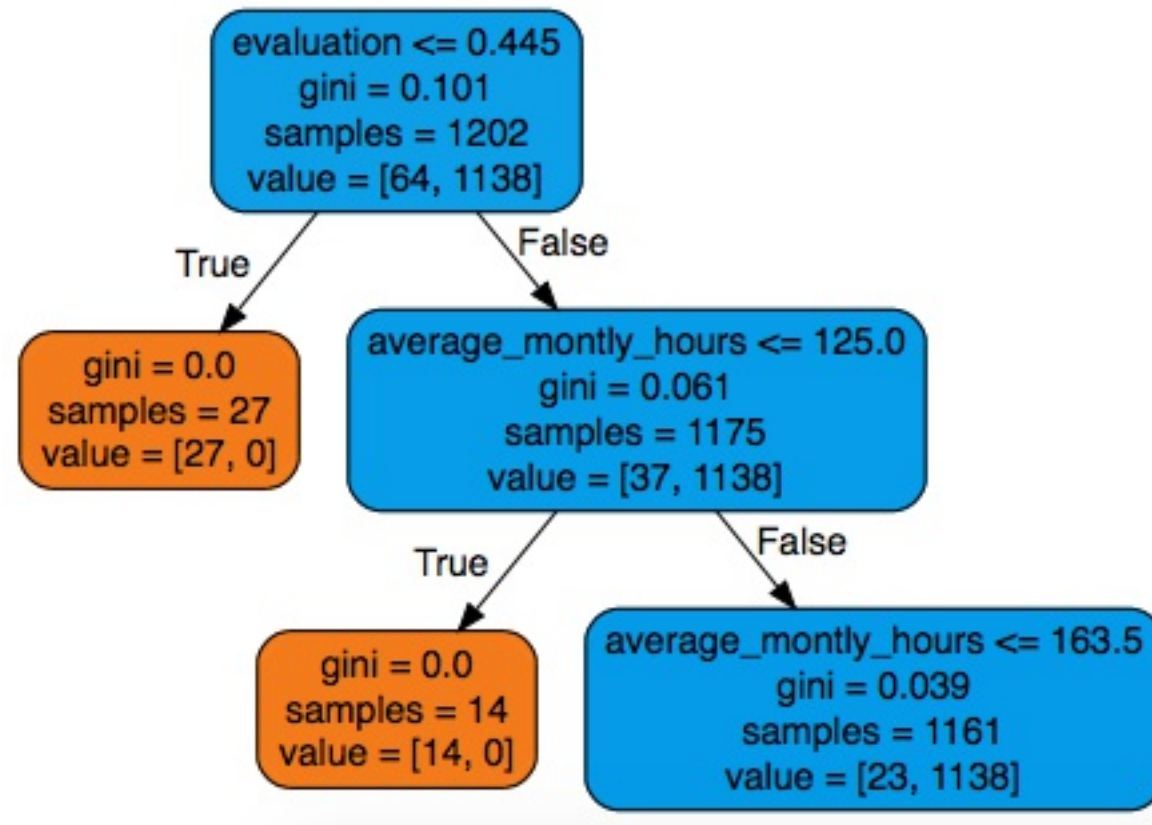 evaluation <= 0.445
gini = 0.101
samples = 1202
value = [64, 1138]
True
False
gini = 0.0
samples = 27
value = [27, 0]
average_montly_hours <= 125.0
gini = 0.061
samples = 1175
value = [37, 1138]
True
False
gini = 0.0
samples = 14
value = [14, 0]
average_montly_hours <= 163.5
gini = 0.039
samples = 1161
value = [23, 1138]